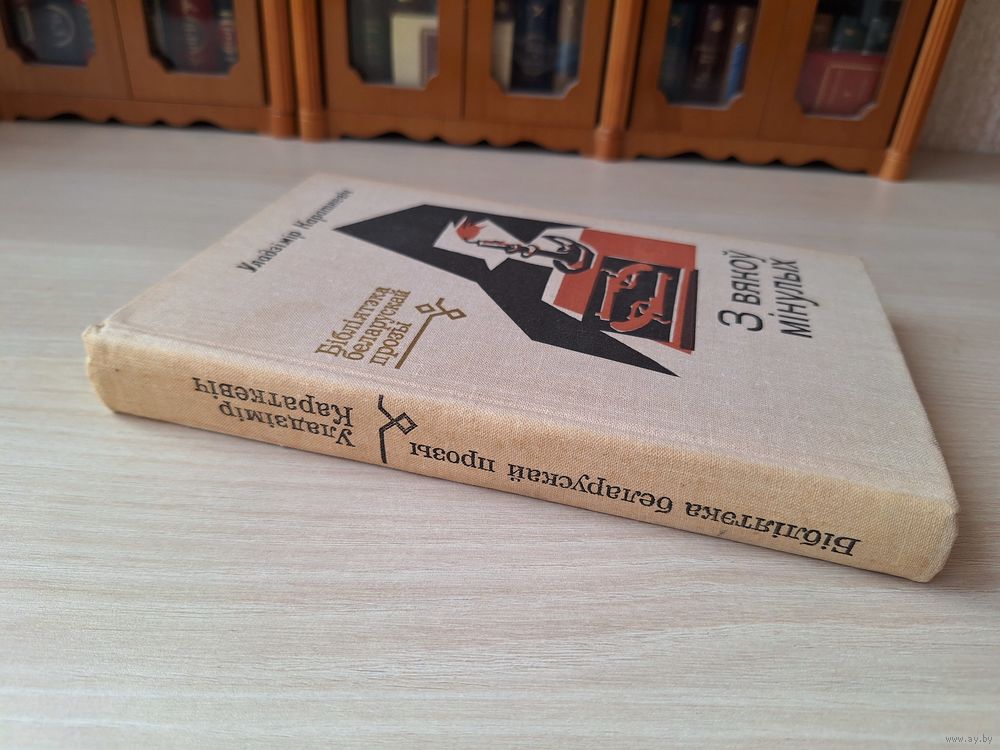 Уладзімір Караткевіч
Бібліятэка
беларускай
прозы
З вякоў
мінулых
Уладзімір
Караткевіч
Бібліятэка беларускай прозы
www.ay.by